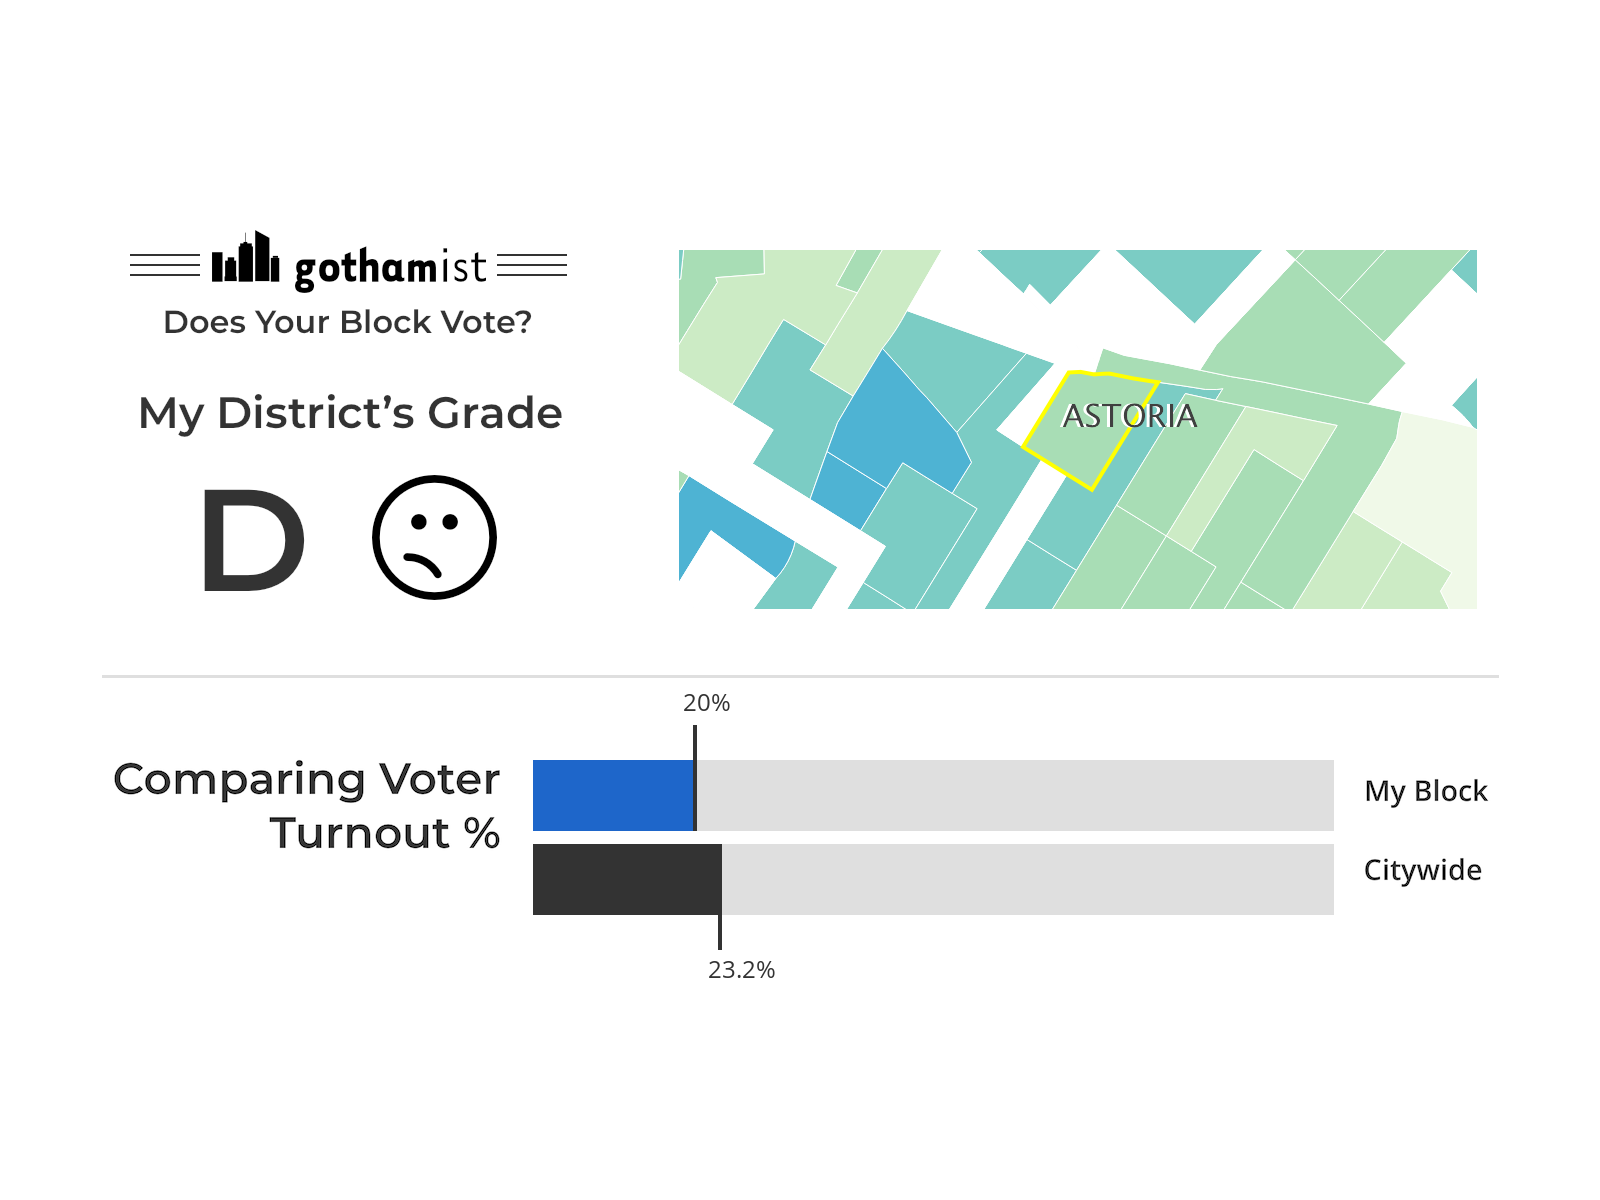 gothamist
Does Your Block Vote?
My District’s Grade
D
ASTORIA
20%
Comparing Voter
Turnout %
My Block
Citywide
23.2%